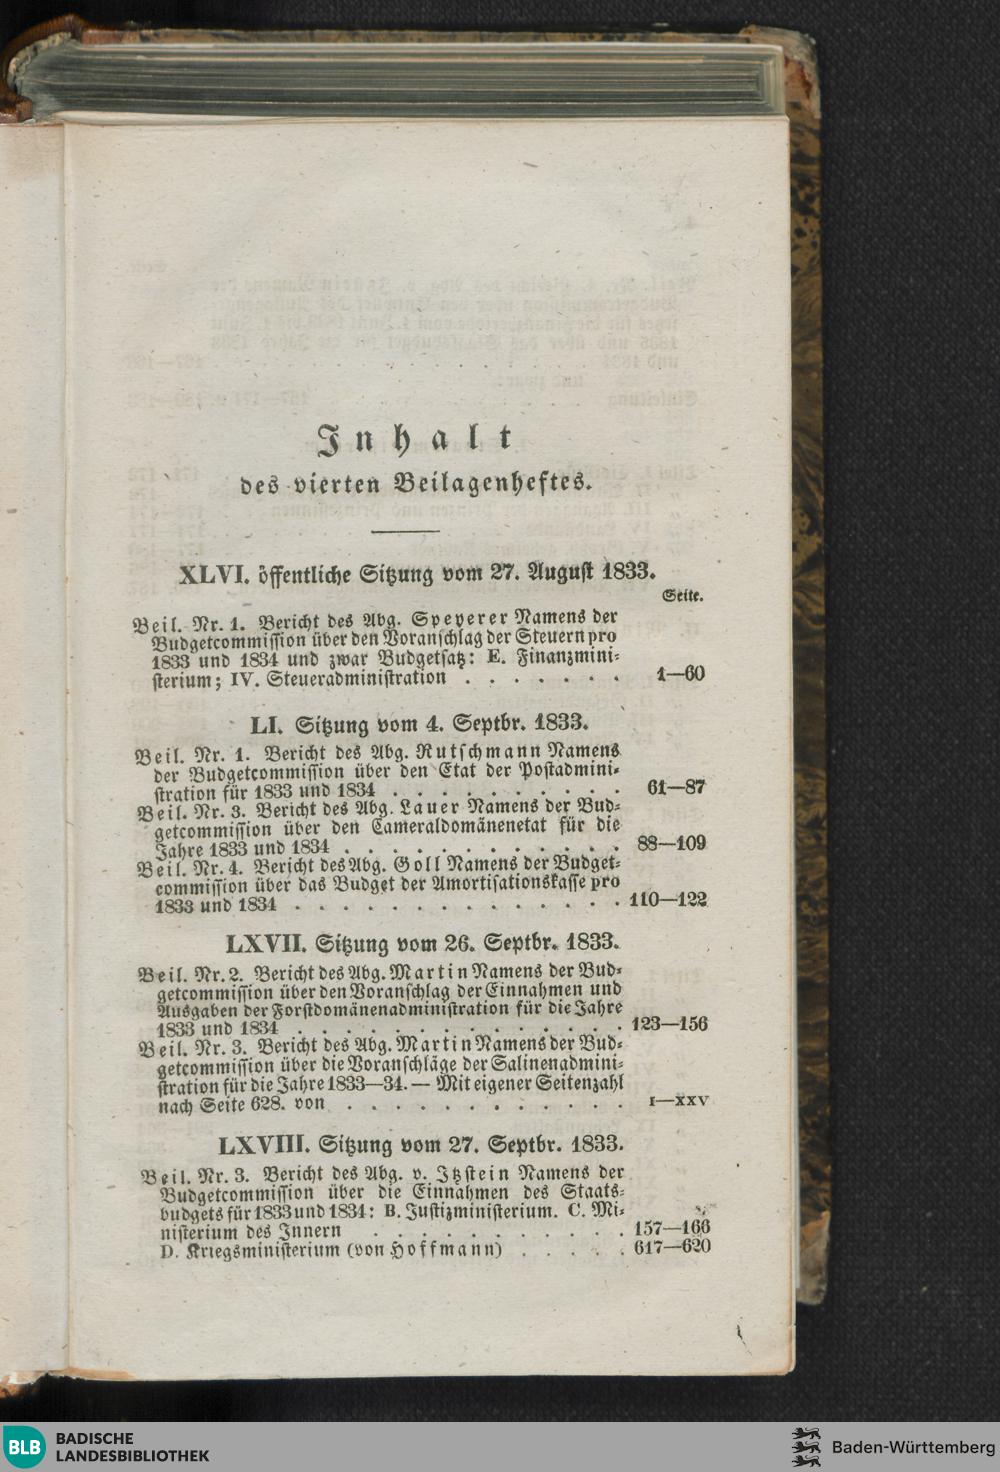 Inhalt
des vierten Beilagenheftes.
XLVI. öffentliche Sitzung vom 27. August 1833.
Seite.
Beil. Nr. 1. Bericht des Abg. Speyerer Namens der
Budgetcommission über den Voranschlag der Steuern pro
1833 und 1834 und zwar Budgetsatz: E. Finanzmini-
sterium; IV. Steueradministration . . . . . . . 1—60
LI. Sitzung vom 4. Septbr. 1833.
Beil. Nr. 1. Bericht des Abg. Rutschmann Namens
der Budgetcommission über den Etat der Postadmini-
stration für 1833 und 1834 . . . . . . . . . . 61—87
Beil. Nr. 3. Bericht des Abg. Lauer Namens der Bud-
getcommission über den Cameraldomänenetat für die
Jahre 1833 und 1834 . . . . . . . . . . . . 88—109
Beil. Nr. 4. Bericht des Abg. Goll Namens der Budget-
commission über das Budget der Amortisationskasse pro
1833 und 1834 . . . . . . . . . . . . . . 110—122
LXVII. Sitzung vom 26. Septbr. 1833.
Beil. Nr. 2. Bericht des Abg. Martin Namens der Bud-
getcommission über den Voranschlag der Einnahmen und
Ausgaben der Forstdomänenadministration für die Jahre
1833 und 1834 . . . . . . . . . . . . . . 123—156
Beil. Nr. 3. Bericht des Abg. Martin Namens der Bud-
getcommission über die Voranschläge der Salinenadmini-
stration für die Jahre 1833—34. — Mit eigener Seitenzahl
nach Seite 628. von . . . . . . . . . . . . I—XXV
LXVIII. Sitzung vom 27. Septbr. 1833.
Beil. Nr. 3. Bericht des Abg. v. Itzstein Namens der
Budgetcommission über die Einnahmen des Staats-
budgets für 1833 und 1834: B. Justizministerium. C. Mi-
nisterium des Innern . . . . . . . . . . . 157—166
D. Kriegsministerium (von Hoffmann) . . . . . 617—620
BLB BADISCHE
LANDESBIBLIOTHEK
Baden-Württemberg